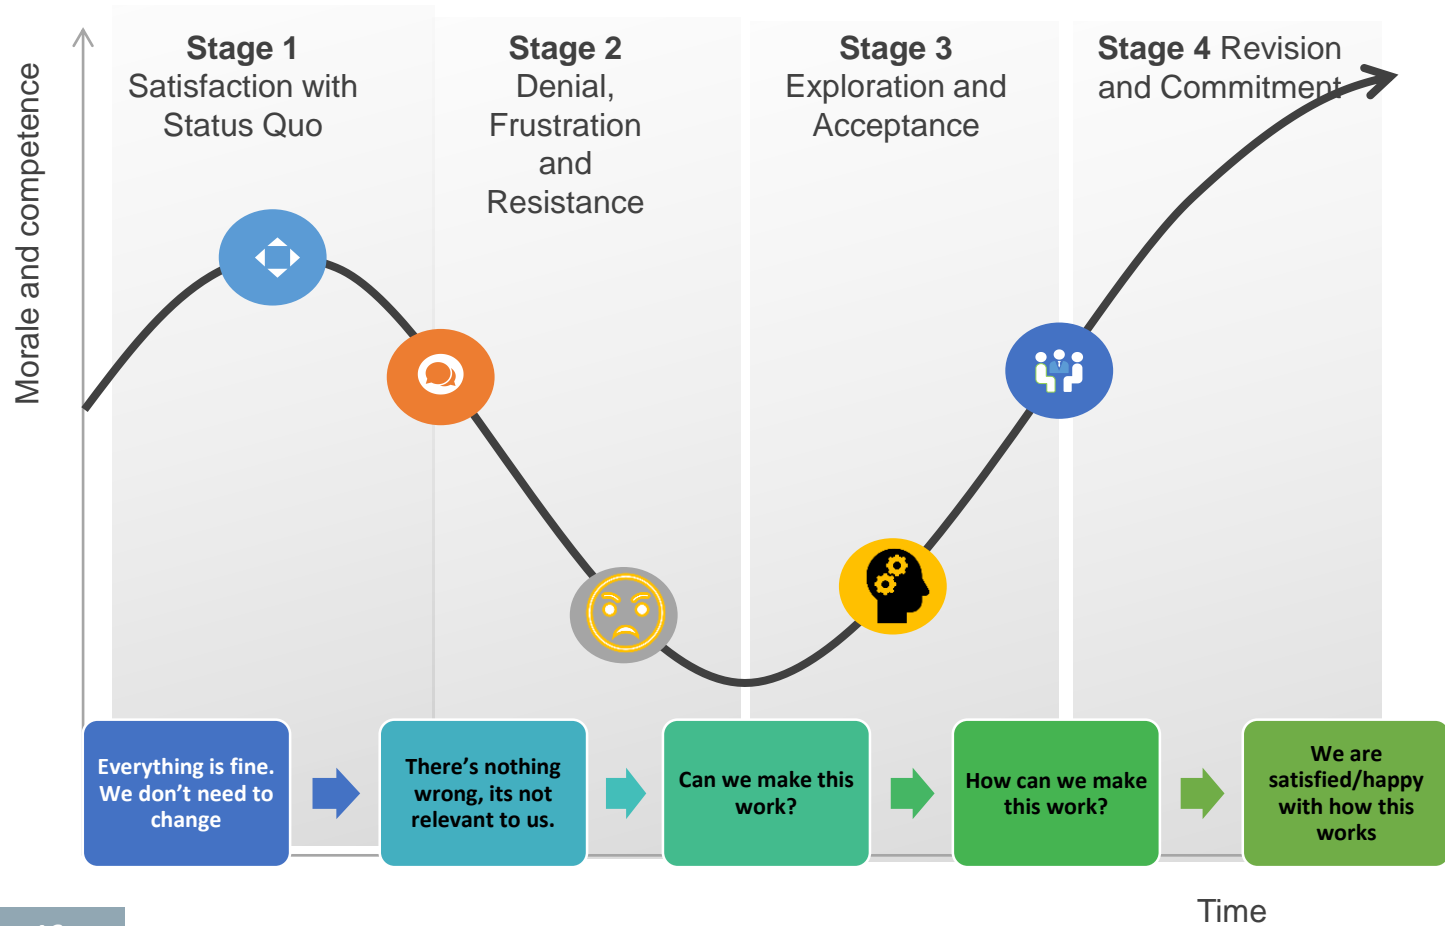 Stage 1
Satisfaction with
Status Quo
Stage 2
Denial,
Frustration
and
Resistance
Stage 3
Exploration and
Acceptance
Stage 4 Revision
and Commitment
Morale and competence
Everything is fine.
We don’t need to
change
There’s nothing
wrong, its not
relevant to us.
Can we make this
work?
How can we make
this work?
We are
satisfied/happy
with how this
works
Time